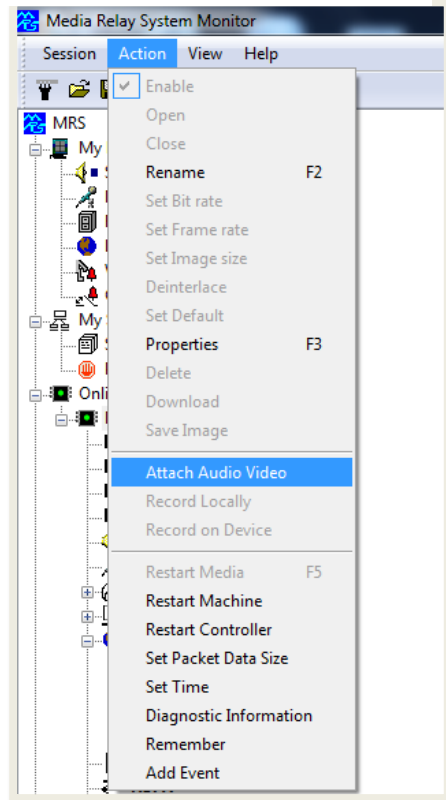 Media Relay System Monitor
Session Action View Help
MRS
My
My
Onli
Enable
Open
Close
Rename F2
Set Bit rate
Set Frame rate
Set Image size
Deinterlace
Set Default
Properties F3
Delete
Download
Save Image
Attach Audio Video
Record Locally
Record on Device
Restart Media F5
Restart Machine
Restart Controller
Set Packet Data Size
Set Time
Diagnostic Information
Remember
Add Event